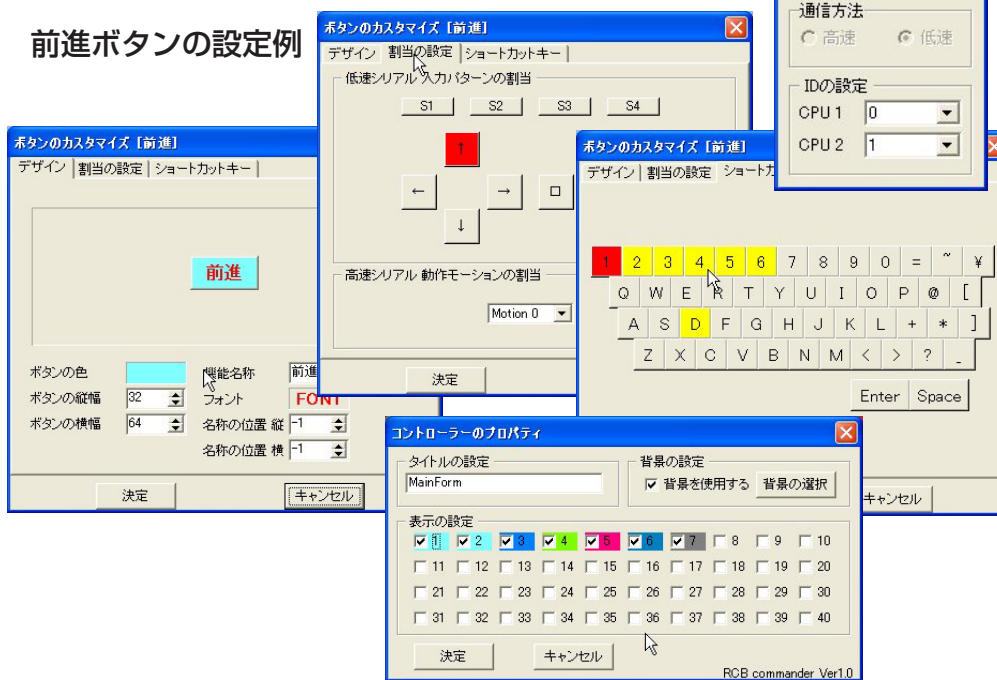 前進ボタンの設定例
ボタンのカスタマイズ [前進]
デザイン 割当の設定 ショートカットキー
低速シリアル 入力パターンの割当
S1 S2 S3 S4
↑
← → □
↓
高速シリアル 動作モーションの割当
Motion 0
決定
通信方法
高速 低速
IDの設定
CPU 1 0
CPU 2 1
ボタンのカスタマイズ [前進]
デザイン 割当の設定 ショートカットキー
前進
ボタンの色 機能名称 前進
ボタンの縦幅 32 フォント FONT
ボタンの横幅 64 名称の位置 縦 -1
名称の位置 横 -1
決定 キャンセル
ボタンのカスタマイズ [前進]
デザイン 割当の設定 ショート
1 2 3 4 5 6 7 8 9 0 = ~ ¥
Q W E R T Y U I O P @ [
A S D F G H J K L + * ]
Z X C V B N M < > ? _
Enter Space
キャンセル
コントローラーのプロパティ
タイトルの設定
MainForm
背景の設定
背景を使用する 背景の選択
表示の設定
1 2 3 4 5 6 7 8 9 10
11 12 13 14 15 16 17 18 19 20
21 22 23 24 25 26 27 28 29 30
31 32 33 34 35 36 37 38 39 40
決定 キャンセル
RCB commander Ver1.0